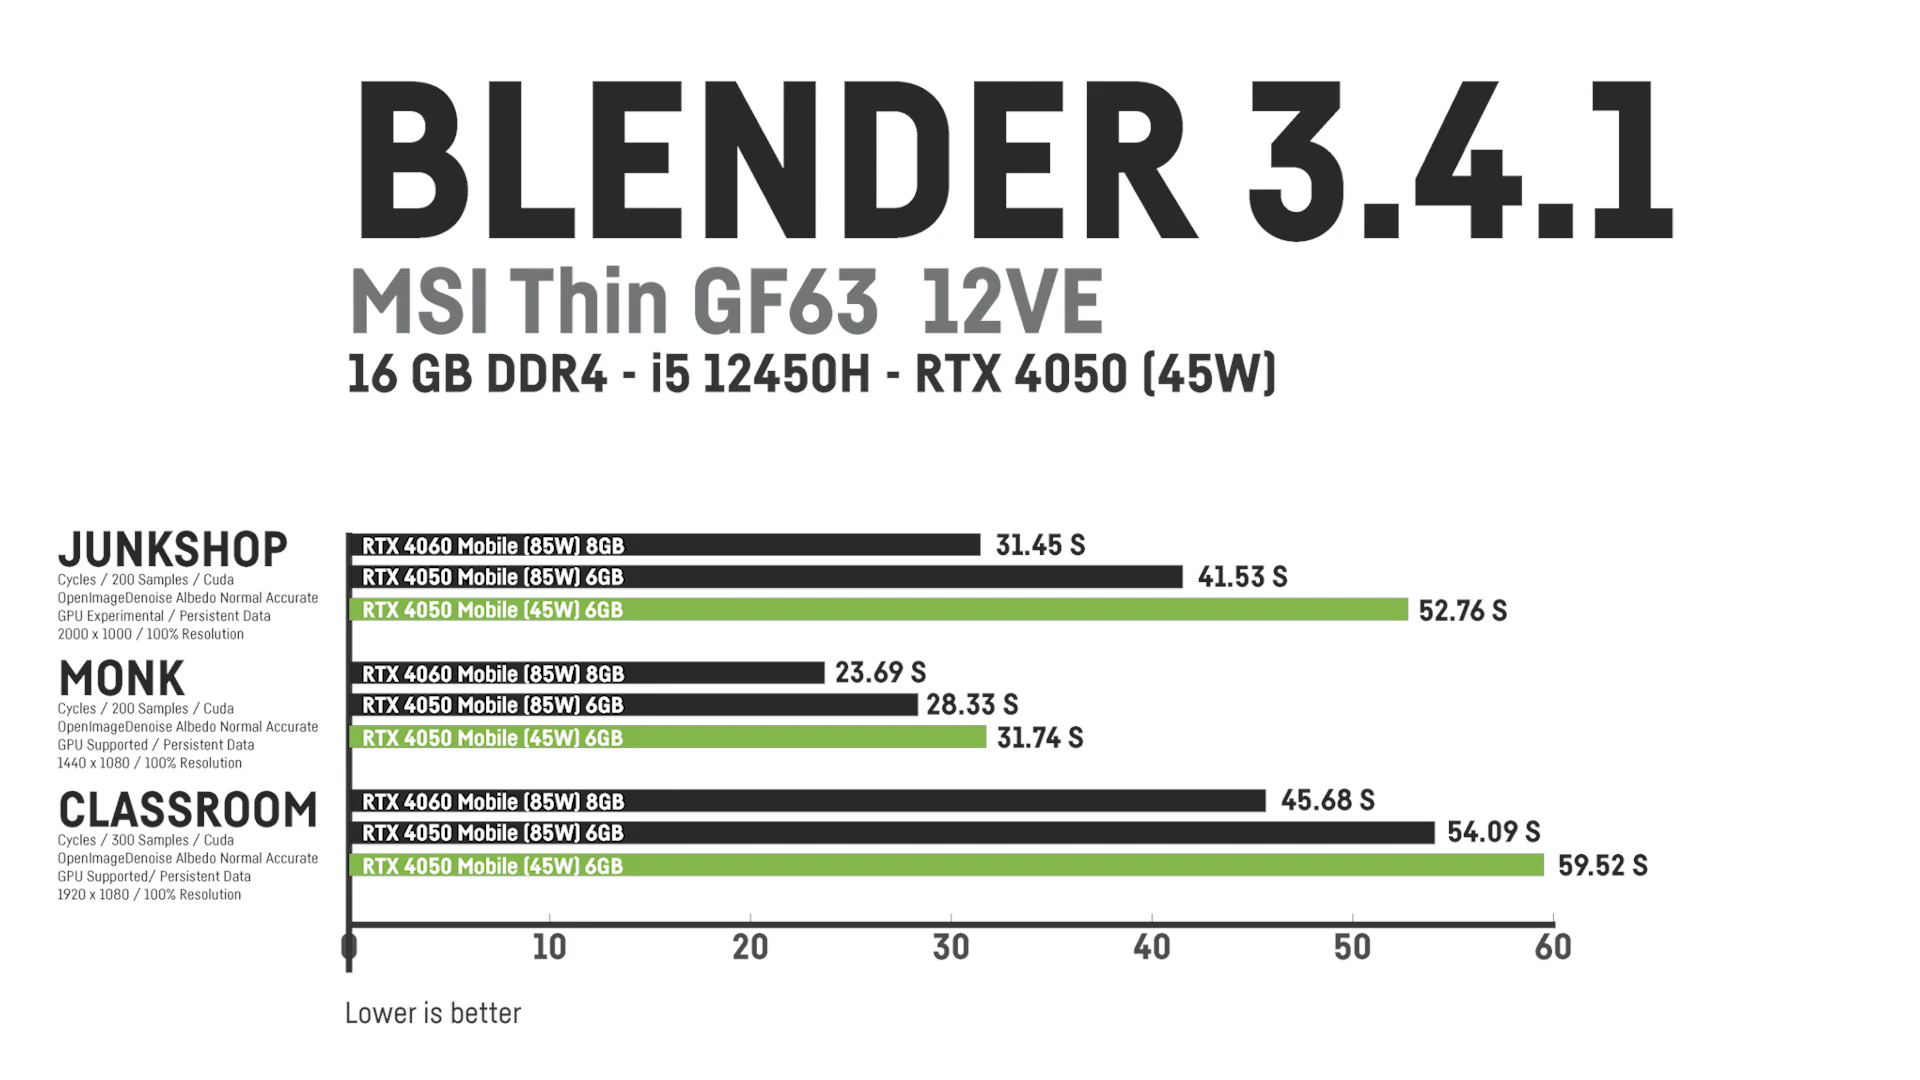 BLENDER 3.4.1
MSI Thin GF63 12VE
16 GB DDR4 - i5 12450H - RTX 4050 (45W)
JUNKSHOP
Cycles / 200 Samples / Cuda
OpenImageDenoise Albedo Normal Accurate
GPU Experimental / Persistent Data
2000 x 1000 / 100% Resolution
RTX 4060 Mobile (85W) 8GB 31.45 S
RTX 4050 Mobile (85W) 6GB 41.53 S
RTX 4050 Mobile (45W) 6GB 52.76 S
MONK
Cycles / 200 Samples / Cuda
OpenImageDenoise Albedo Normal Accurate
GPU Supported / Persistent Data
1440 x 1080 / 100% Resolution
RTX 4060 Mobile (85W) 8GB 23.69 S
RTX 4050 Mobile (85W) 6GB 28.33 S
RTX 4050 Mobile (45W) 6GB 31.74 S
CLASSROOM
Cycles / 300 Samples / Cuda
OpenImageDenoise Albedo Normal Accurate
GPU Supported/ Persistent Data
1920 x 1080 / 100% Resolution
RTX 4060 Mobile (85W) 8GB 45.68 S
RTX 4050 Mobile (85W) 6GB 54.09 S
RTX 4050 Mobile (45W) 6GB 59.52 S
0 10 20 30 40 50 60
Lower is better